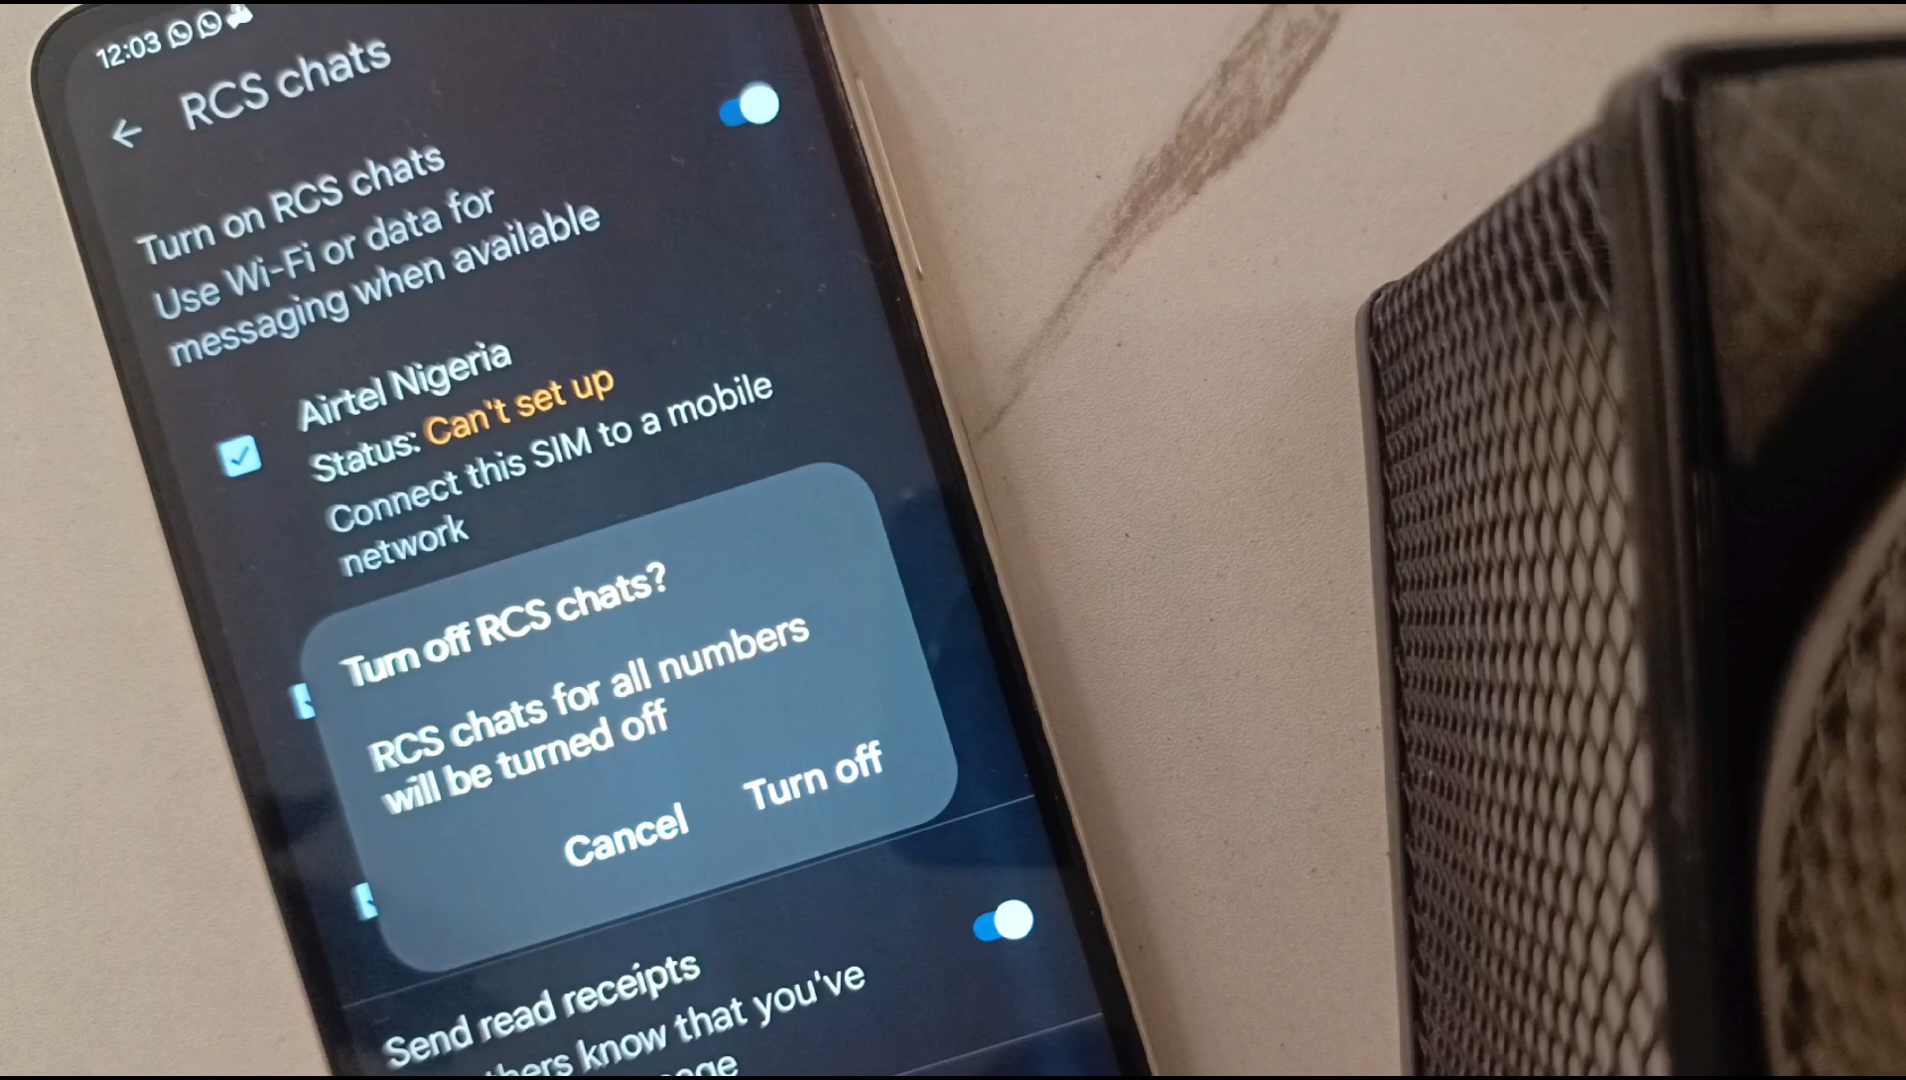 12:03
RCS chats
Turn on RCS chats
Use Wi-Fi or data for
messaging when available
Airtel Nigeria
Status: Can't set up
Connect this SIM to a mobile
network
Turn off RCS chats?
RCS chats for all numbers
will be turned off
Cancel
Turn off
Send read receipts
know that you've